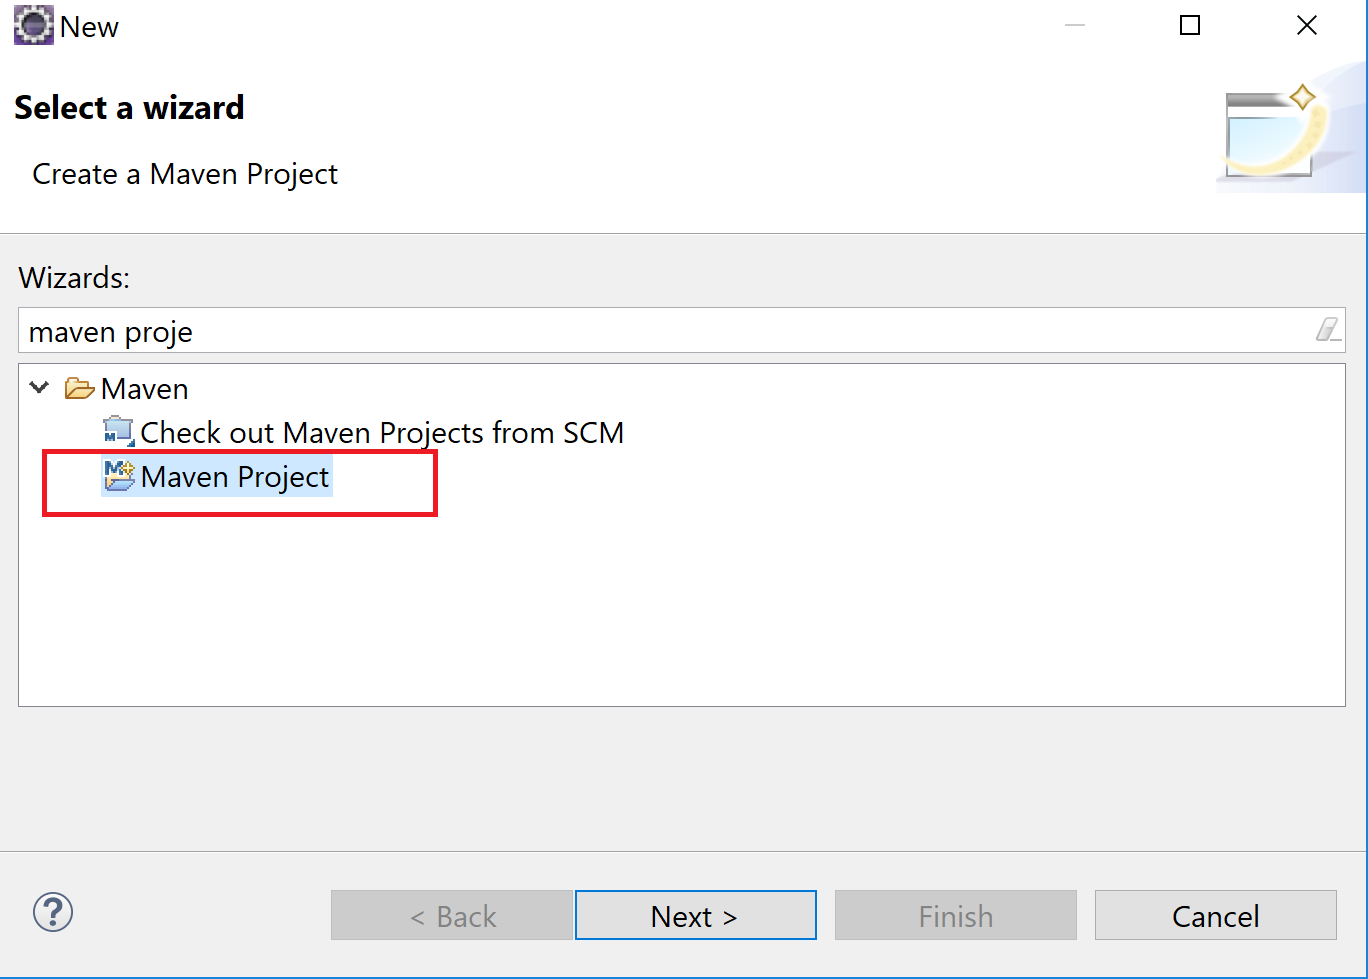 New
Select a wizard
Create a Maven Project
Wizards:
maven proje
Maven
Check out Maven Projects from SCM
Maven Project
< Back
Next >
Finish
Cancel